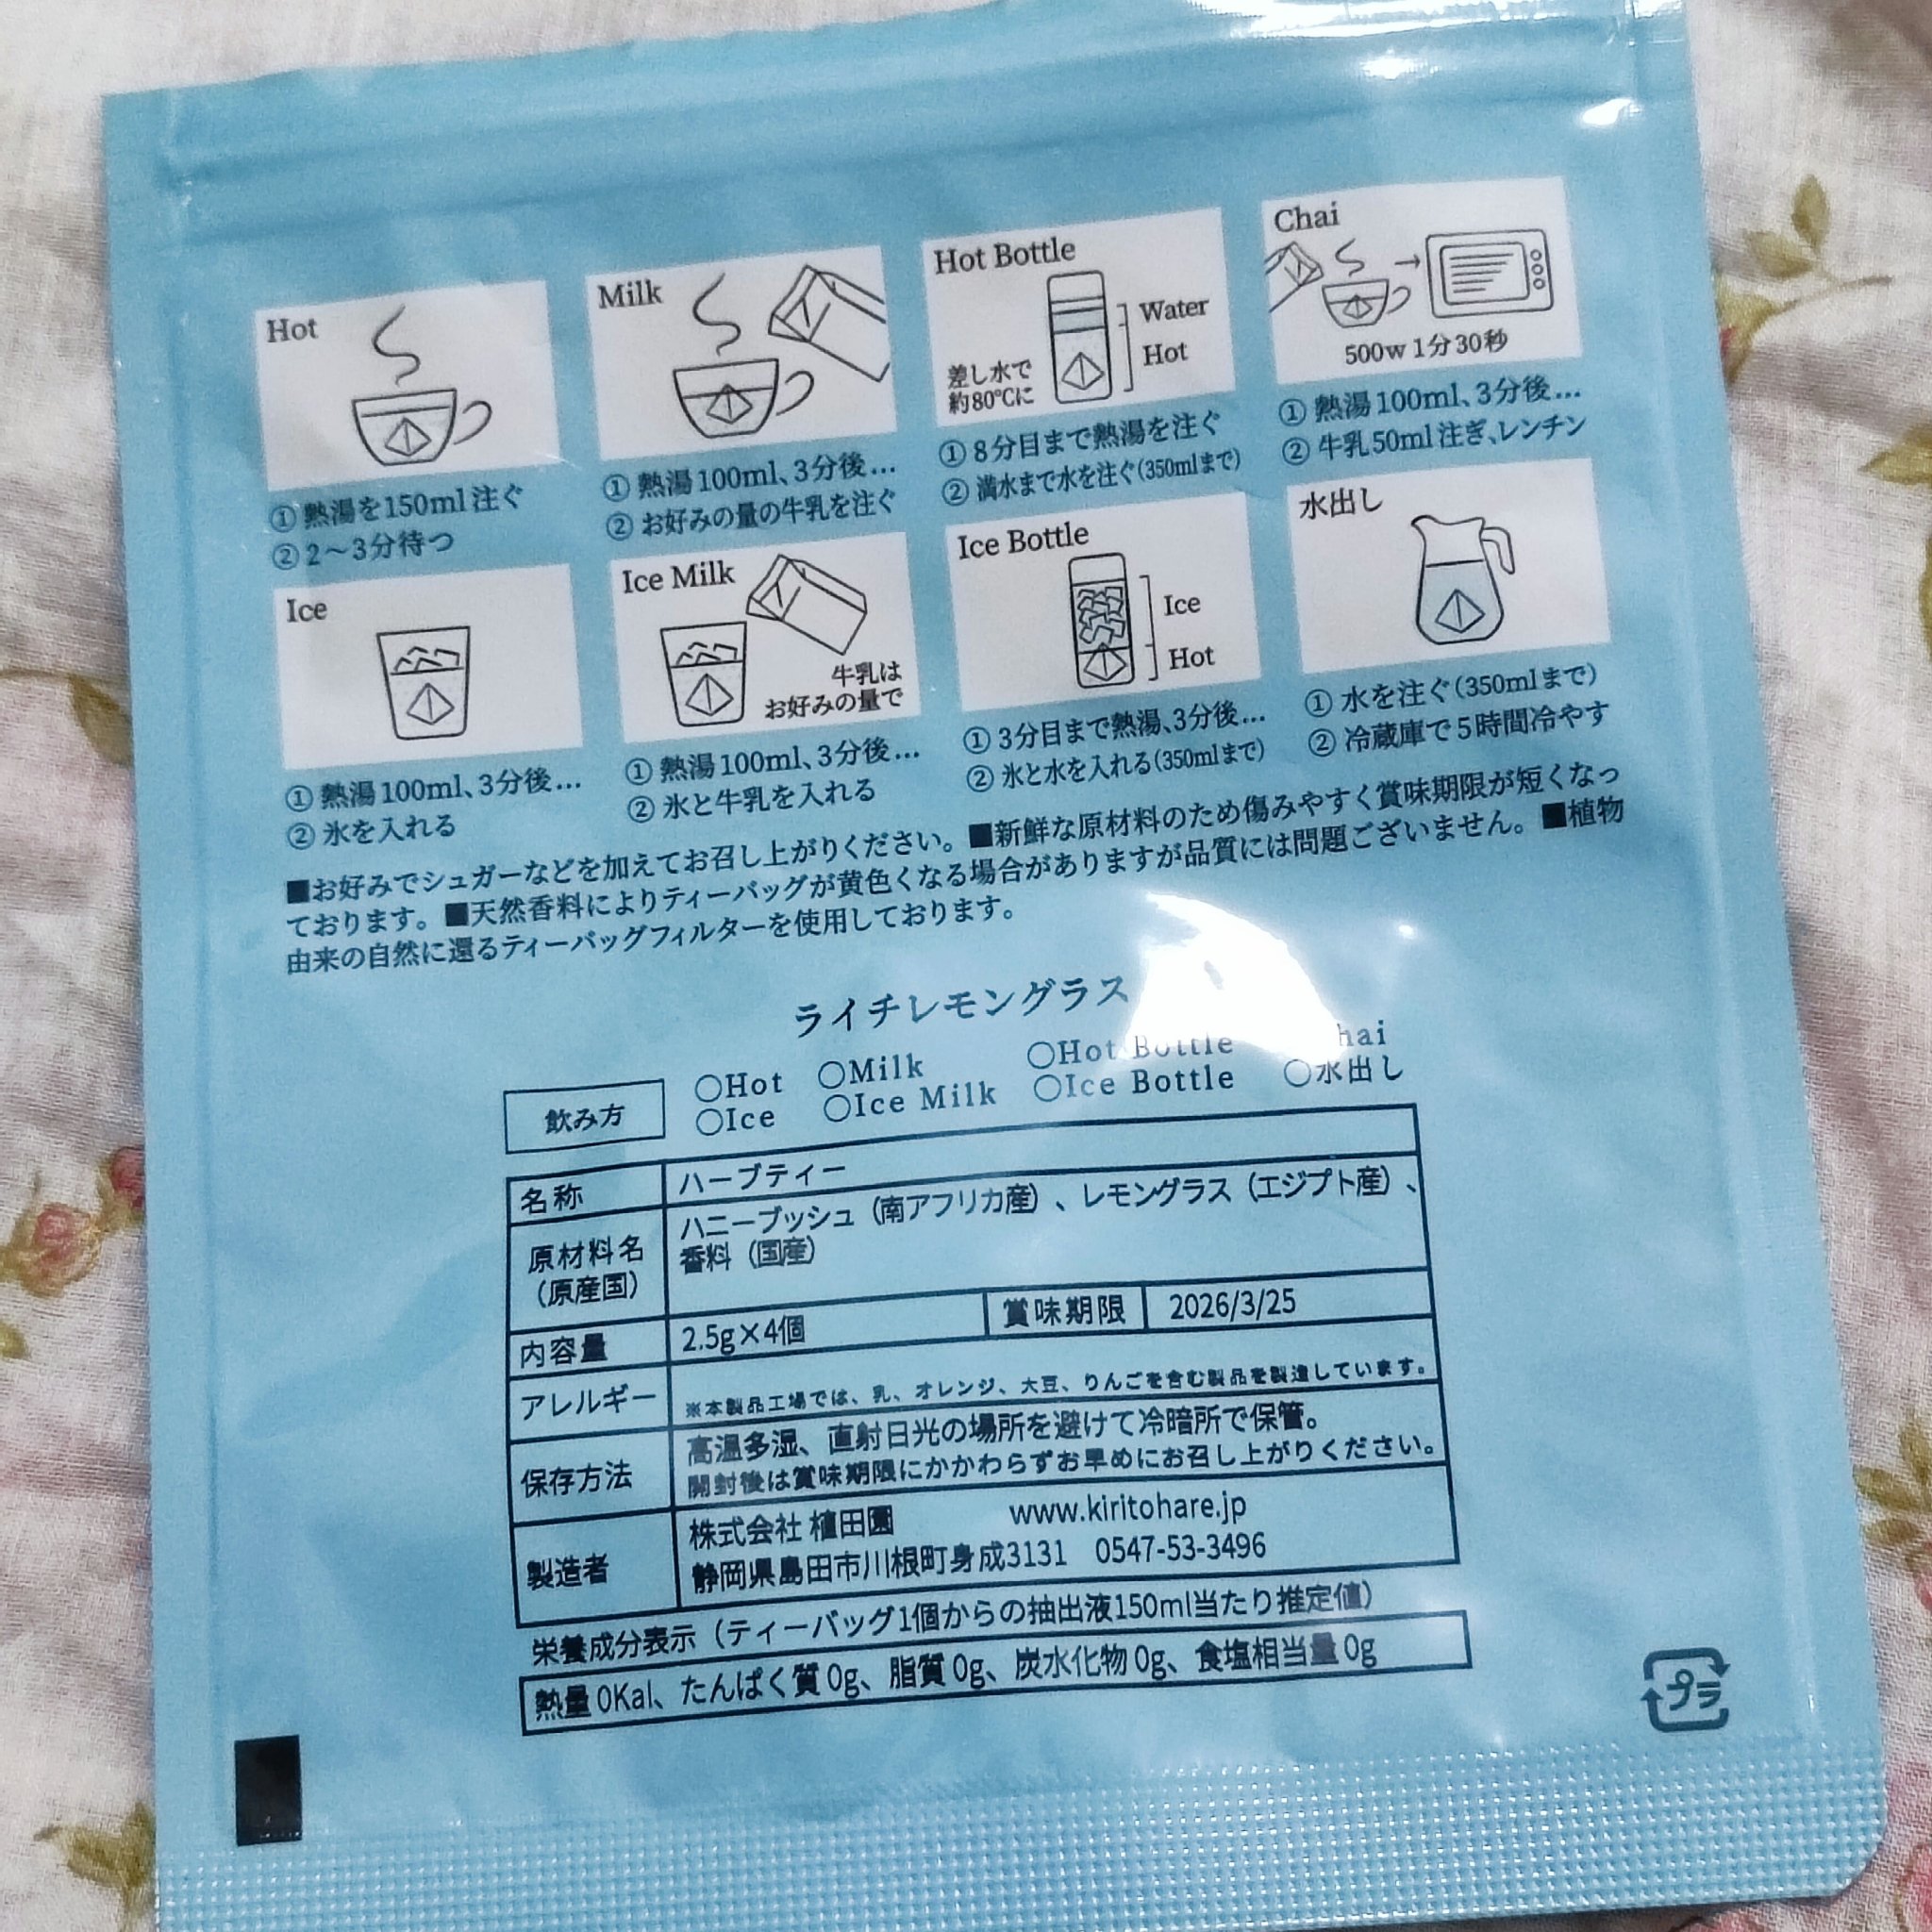 Hot
①熱湯を150ml注ぐ
②2〜3分待つ
Milk
①熱湯100ml、3分後…
②お好みの量の牛乳を注ぐ
Hot Bottle
Water
Hot
差し水で
約80℃に
①8分目まで熱湯を注ぐ
②満水まで水を注ぐ(350mlまで)
Chai
500w 1分30秒
①熱湯100ml、3分後…
②牛乳50ml注ぎ、レンチン
Ice
①熱湯100ml、3分後…
②氷を入れる
Ice Milk
牛乳は
お好みの量で
①熱湯100ml、3分後…
②氷と牛乳を入れる
Ice Bottle
Ice
Hot
①3分目まで熱湯、3分後…
②氷と水を入れる(350mlまで)
水出し
①水を注ぐ(350mlまで)
②冷蔵庫で5時間冷やす
■お好みでシュガーなどを加えてお召し上がりください。■新鮮な原材料のため傷みやすく賞味期限が短くなっ
ております。■天然香料によりティーバッグが黄色くなる場合がありますが品質には問題ございません。■植物
由来の自然に還るティーバッグフィルターを使用しております。
ライチレモングラス
飲み方
○Hot ○Milk ○Hot Bottle hai
○Ice ○Ice Milk ○Ice Bottle ○水出し
名称 ハーブティー
原材料名
（原産国）
ハニーブッシュ（南アフリカ産）、レモングラス（エジプト産）、
香料（国産）
内容量 2.5g×4個 賞味期限 2026/3/25
アレルギー ※本製品工場では、乳、オレンジ、大豆、りんごを含む製品を製造しています。
保存方法
高温多湿、直射日光の場所を避けて冷暗所で保管。
開封後は賞味期限にかかわらずお早めにお召し上がりください。
製造者
株式会社 植田園 www.kiritohare.jp
静岡県島田市川根町身成3131 0547-53-3496
栄養成分表示（ティーバッグ1個からの抽出液150ml当たり推定値）
熱量0Kal、たんぱく質0g、脂質0g、炭水化物0g、食塩相当量0g
プラ